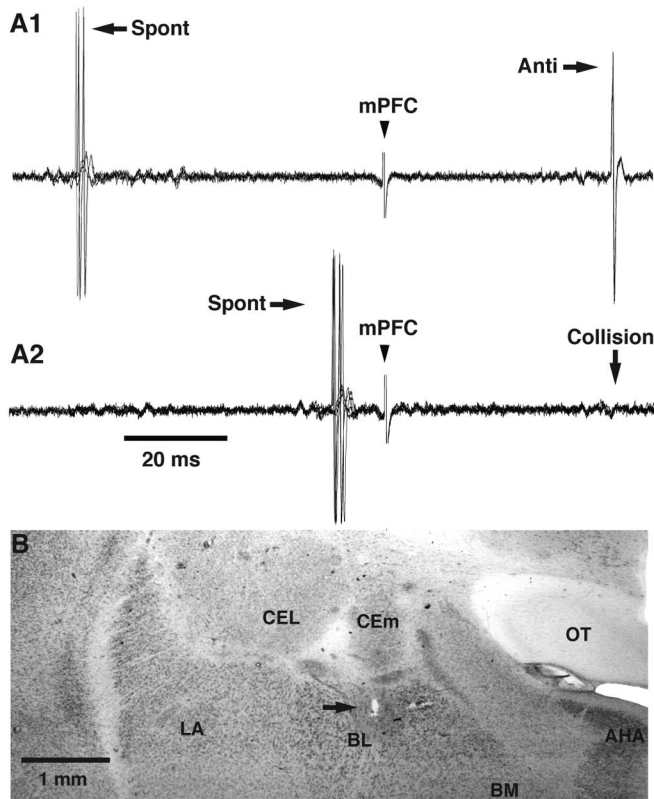 A1
Spont
Anti
mPFC
Spont
mPFC
A2
Collision
20 ms
B
CEL
CEm
OT
LA
BL
AHA
1 mm
BM